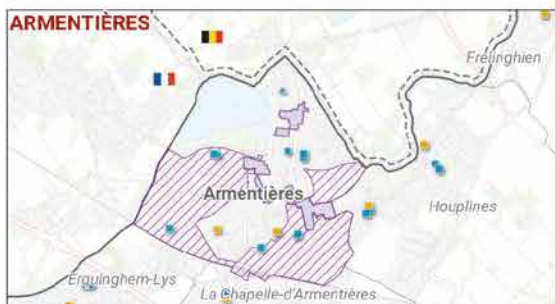 ARMENTIÈRES
Frelinghien
Armentières
Houplines
Erquinghem-Lys
La Chapelle-d'Armentières